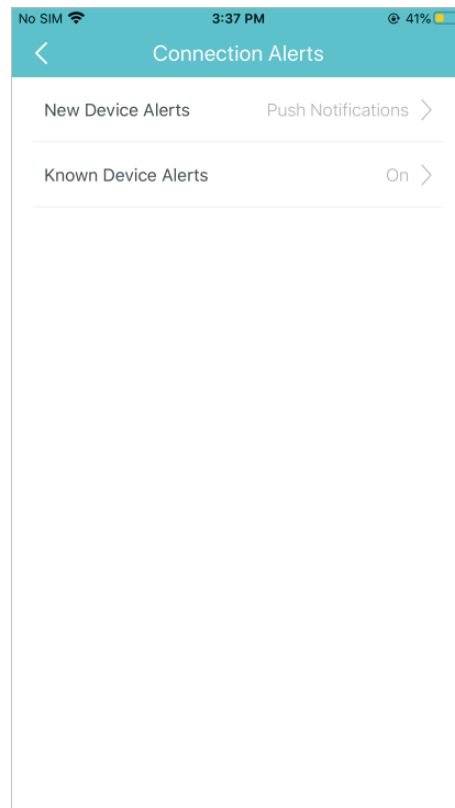 No SIM 3:37 PM 41%
Connection Alerts
New Device Alerts Push Notifications
Known Device Alerts On